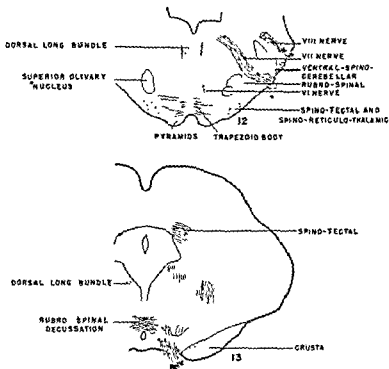 DORSAL LONG BUNDLE
VIII NERVE
VII NERVE
VENTRAL-SPINO-
CEREBELLAR
SUPERIOR OLIVARY
NUCLEUS
RUBRO-SPINAL
VI NERVE
12
SPINO-TECTAL AND
SPINO-RETICULO-THALAMIC
PYRAMIDS
TRAPEZOID BODY
SPINO-TECTAL
DORSAL LONG BUNDLE
RUBRO SPINAL
DECUSSATION
13
CRUSTA